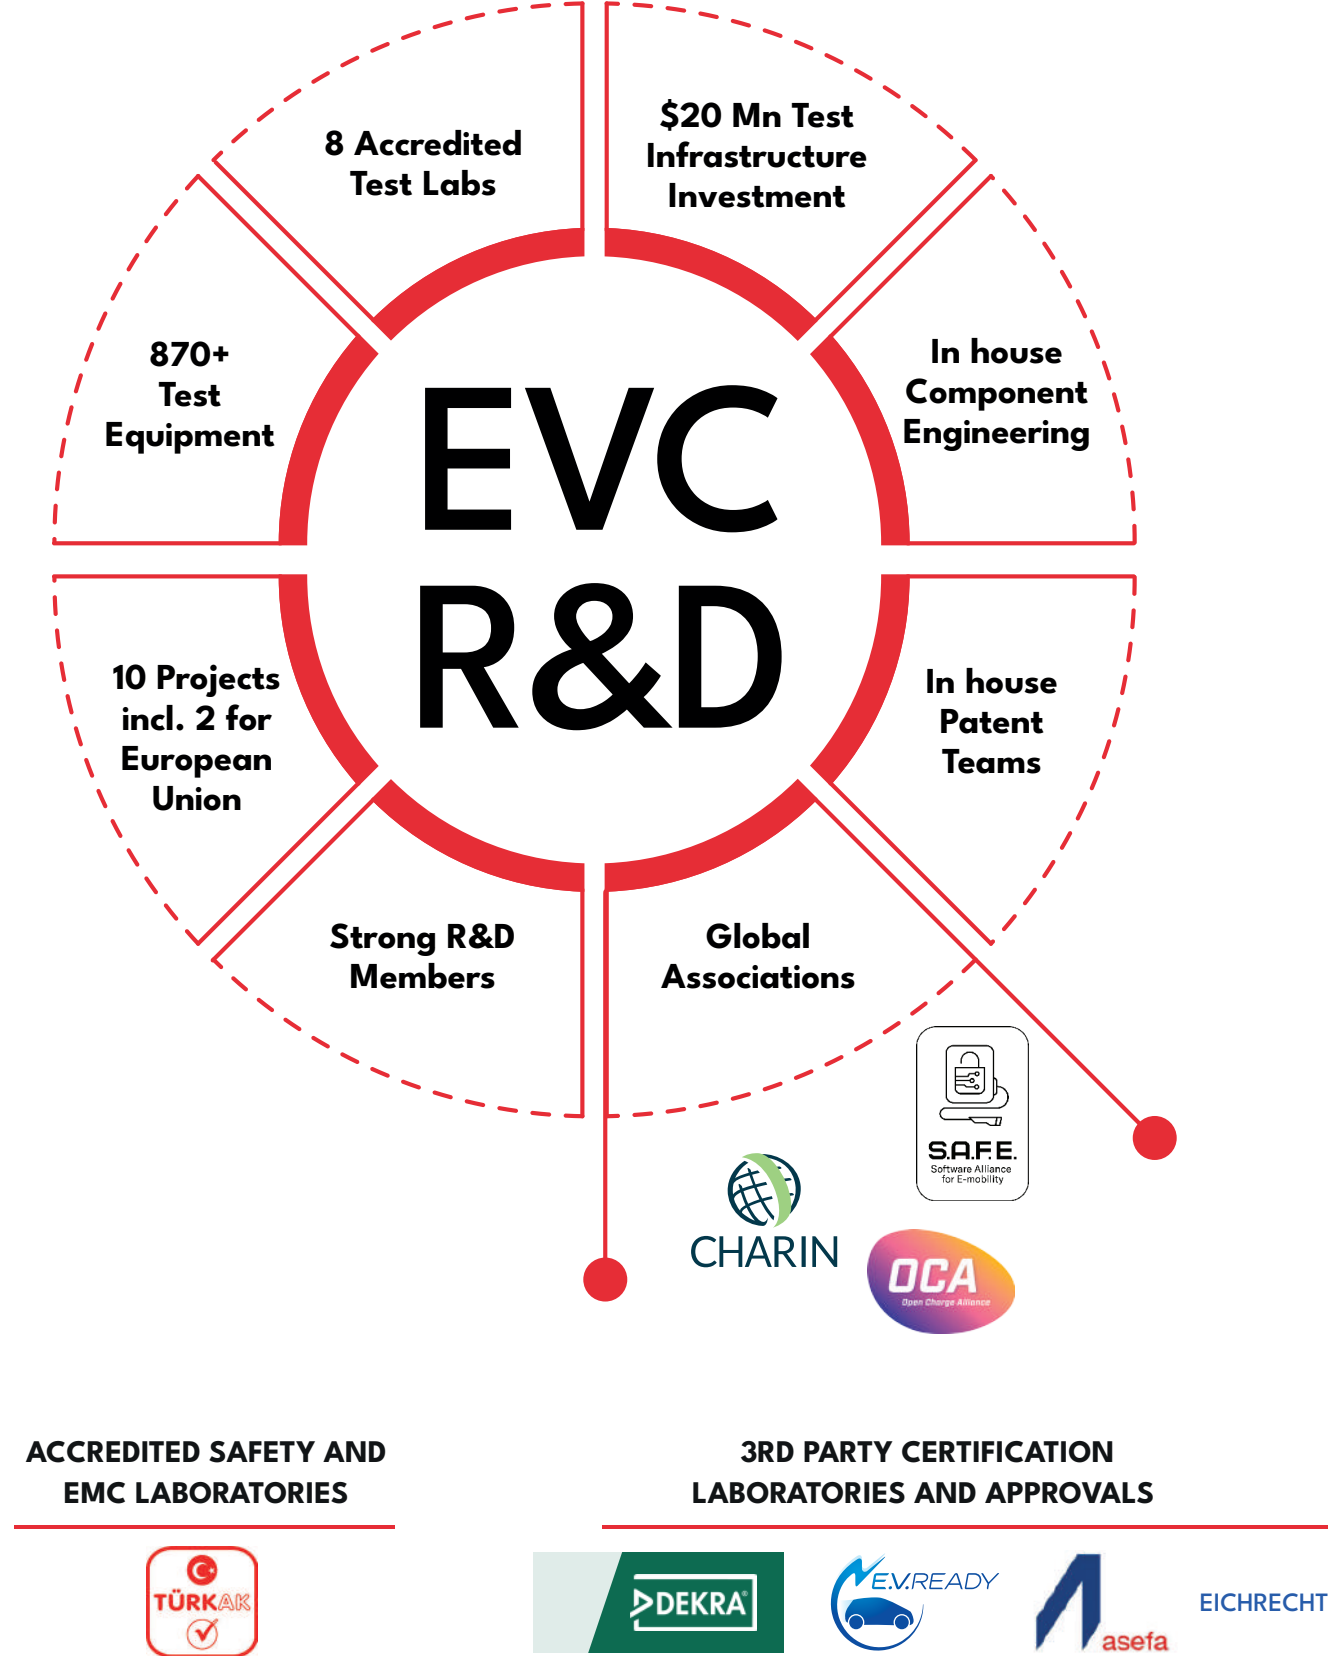 8 Accredited
Test Labs
$20 Mn Test
Infrastructure
Investment
870+
Test
Equipment
In house
Component
Engineering
EVC
R&D
10 Projects
incl. 2 for
European
Union
In house
Patent
Teams
Strong R&D
Members
Global
Associations
S.A.F.E.
Software Alliance
for E-mobility
CHARIN
OCA
Open Charge Alliance
ACCREDITED SAFETY AND
EMC LABORATORIES
3RD PARTY CERTIFICATION
LABORATORIES AND APPROVALS
TÜRKAK
DEKRA
E.V.READY
asefa
EICHRECHT